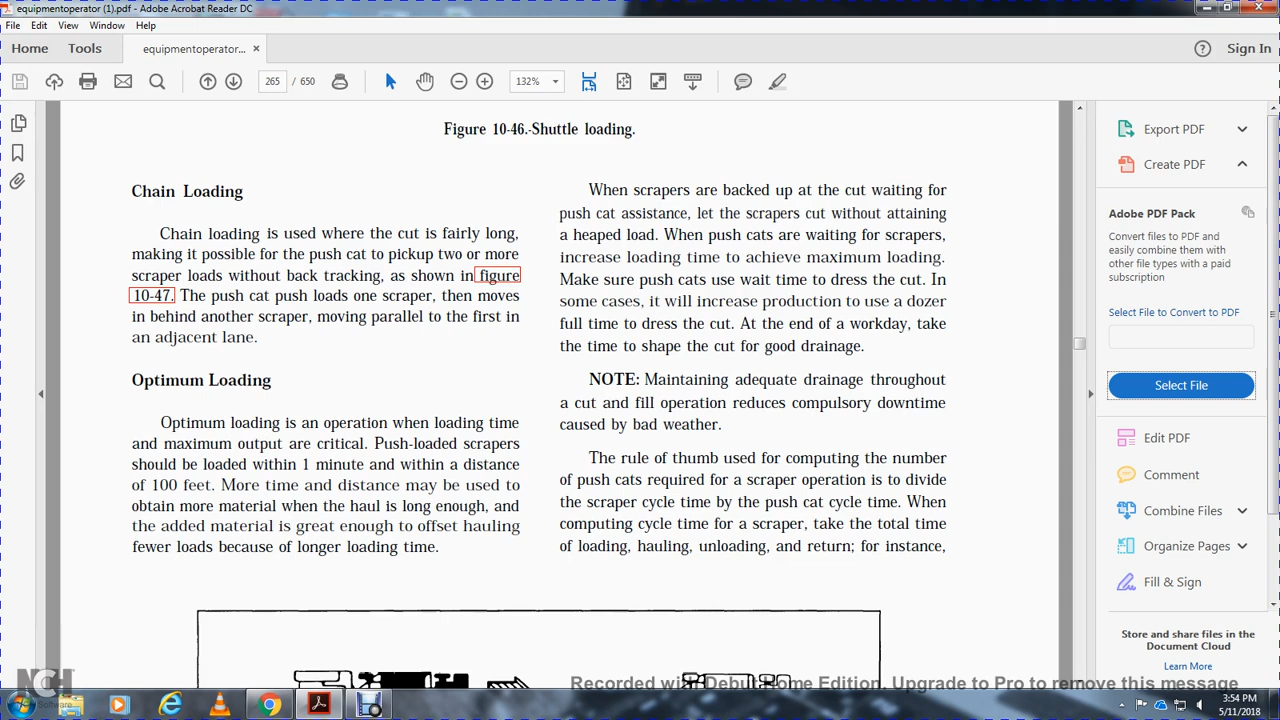 equipmentoperator (1).pdf - Adobe Acrobat Reader DC
File Edit View Window Help
Home Tools equipmentoperator... × Sign In
265 / 650 132%
Figure 10-46.-Shuttle loading.
Chain Loading
Chain loading is used where the cut is fairly long,
making it possible for the push cat to pickup two or more
scraper loads without back tracking, as shown in figure
10-47. The push cat push loads one scraper, then moves
in behind another scraper, moving parallel to the first in
an adjacent lane.
Optimum Loading
Optimum loading is an operation when loading time
and maximum output are critical. Push-loaded scrapers
should be loaded within 1 minute and within a distance
of 100 feet. More time and distance may be used to
obtain more material when the haul is long enough, and
the added material is great enough to offset hauling
fewer loads because of longer loading time.
When scrapers are backed up at the cut waiting for
push cat assistance, let the scrapers cut without attaining
a heaped load. When push cats are waiting for scrapers,
increase loading time to achieve maximum loading.
Make sure push cats use wait time to dress the cut. In
some cases, it will increase production to use a dozer
full time to dress the cut. At the end of a workday, take
the time to shape the cut for good drainage.
NOTE: Maintaining adequate drainage throughout
a cut and fill operation reduces compulsory downtime
caused by bad weather.
The rule of thumb used for computing the number
of push cats required for a scraper operation is to divide
the scraper cycle time by the push cat cycle time. When
computing cycle time for a scraper, take the total time
of loading, hauling, unloading, and return; for instance,
Export PDF
Create PDF
Adobe PDF Pack
Convert files to PDF and
easily combine them with
other file types with a paid
subscription
Select File to Convert to PDF
Select File
Edit PDF
Comment
Combine Files
Organize Pages
Fill & Sign
Store and share files in the
Document Cloud
Learn More
NCH
Software
Recorded with Debut Home Edition. Upgrade to Pro to remove this message
3:54 PM
5/11/2018